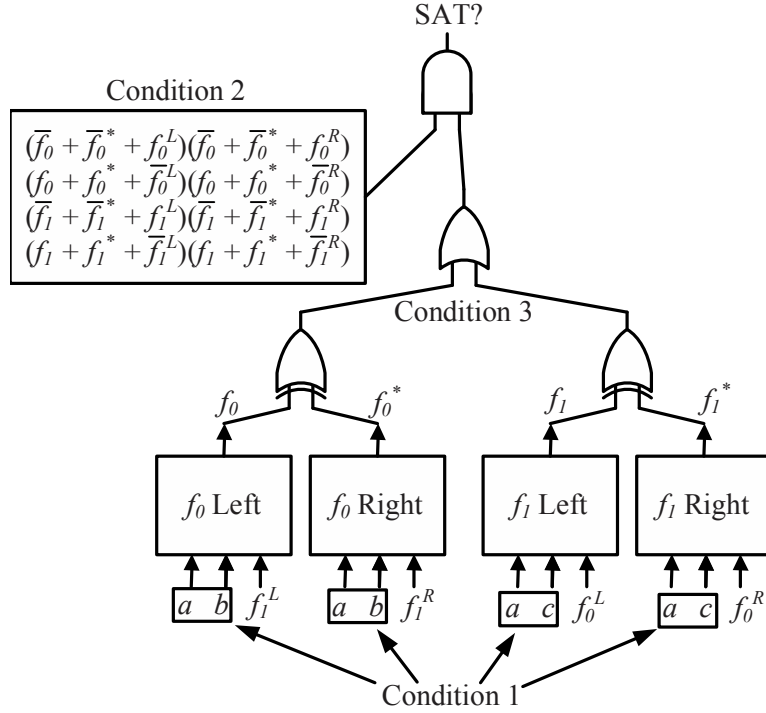 SAT?
Condition 2
(f̅₀ + f̅₀* + f₀ᴸ)(f̅₀ + f̅₀* + f₀ᴿ)
(f₀ + f₀* + f̅₀ᴸ)(f₀ + f₀* + f̅₀ᴿ)
(f̅₁ + f̅₁* + f₁ᴸ)(f̅₁ + f̅₁* + f₁ᴿ)
(f₁ + f₁* + f̅₁ᴸ)(f₁ + f₁* + f̅₁ᴿ)
Condition 3
f₀ f₀* f₁ f₁*
f₀ Left f₀ Right f₁ Left f₁ Right
a b f₁ᴸ a b f₁ᴿ a c f₀ᴸ a c f₀ᴿ
Condition 1